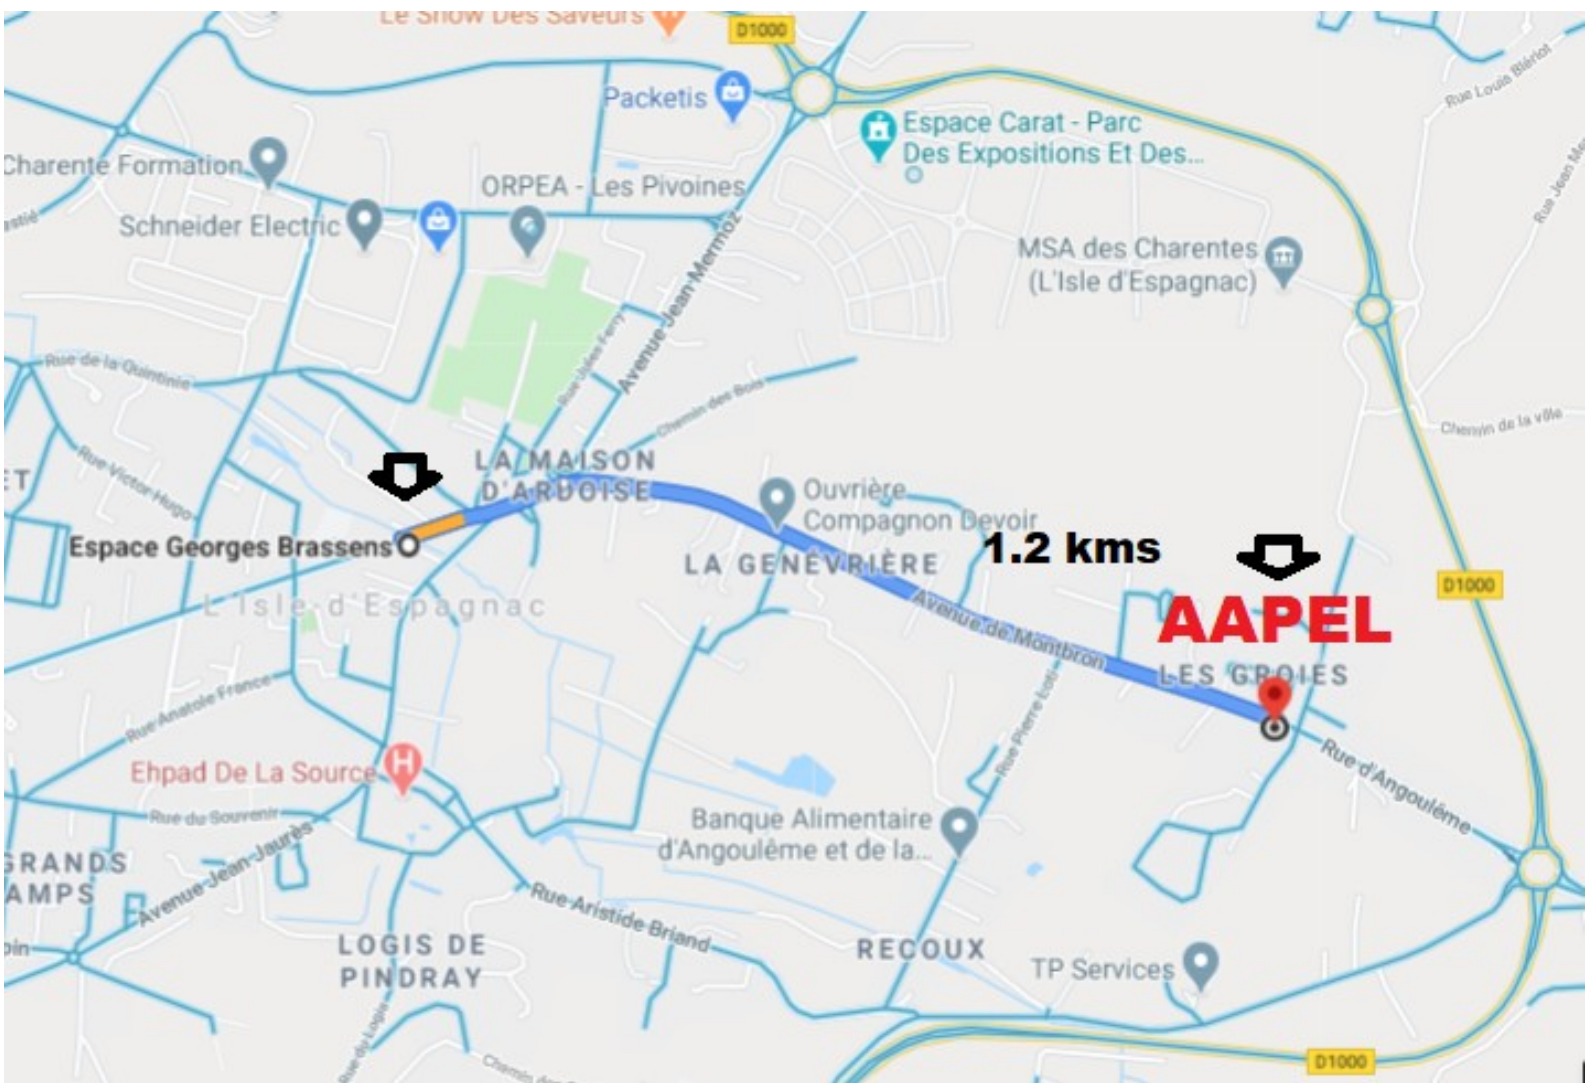 Le Show Des Saveurs
D1000
Packetis
Espace Carat - Parc
Des Expositions Et Des...
Rue Louis Blériot
Charente Formation
ORPEA - Les Pivoines
Schneider Electric
MSA des Charentes
(L'Isle d'Espagnac)
Avenue Jean Mermoz
Rue Jules Ferry
Rue de la Quintinie
Chemin des Bois
Chemin de la ville
Rue Victor Hugo
LA MAISON
D'ARDOISE
Ouvrière
Compagnon Devoir
Espace Georges Brassens
1.2 kms
LA GENÉVRIÈRE
D1000
L'Isle-d'Espagnac
Avenue de Montbron
AAPEL
LES GROIES
Rue Anatole France
Rue Pierre Loti
Rue d'Angoulême
Ehpad De La Source
Rue du Souvenir
Banque Alimentaire
d'Angoulême et de la...
Avenue Jean Jaurès
GRANDS
AMPS
Rue Aristide Briand
LOGIS DE
PINDRAY
RECOUX
TP Services
Rue du Logis
D1000